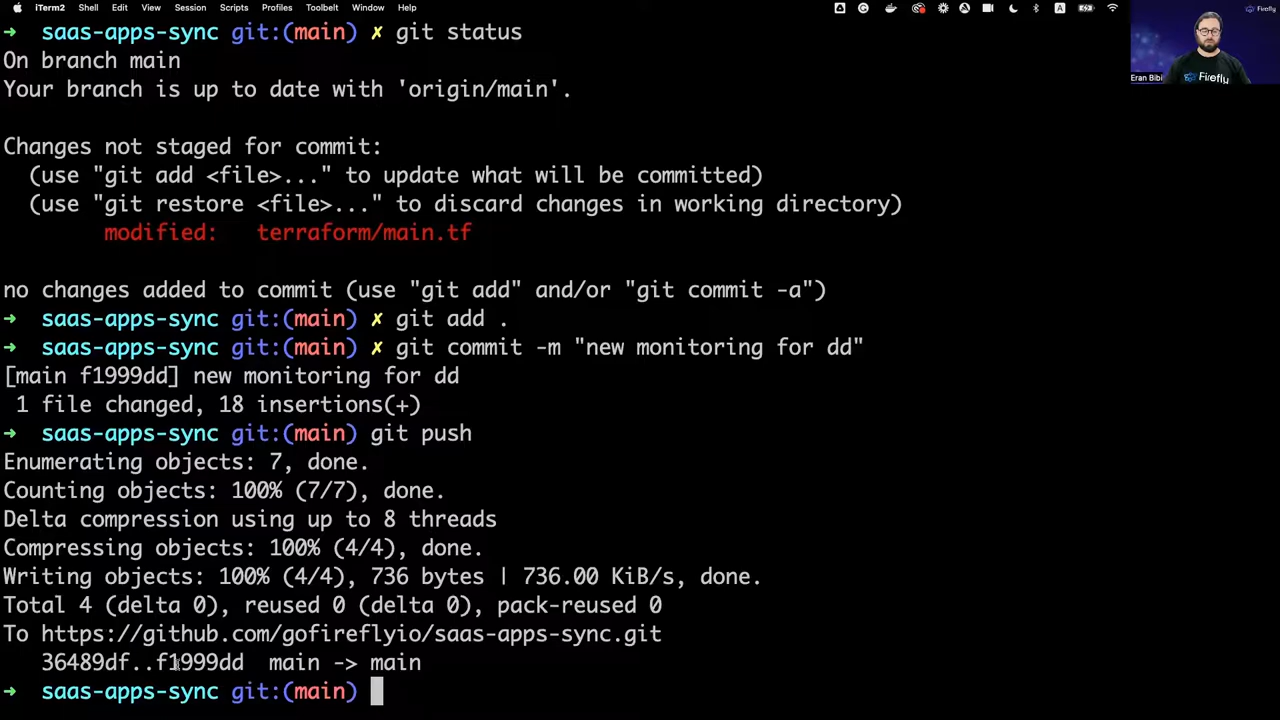 iTerm2 Shell Edit View Session Scripts Profiles Toolbelt Window Help
A
Firefly
➜ saas-apps-sync git:(main) ✗ git status
On branch main
Your branch is up to date with 'origin/main'.
Changes not staged for commit:
(use "git add <file>..." to update what will be committed)
(use "git restore <file>..." to discard changes in working directory)
modified: terraform/main.tf
no changes added to commit (use "git add" and/or "git commit -a")
➜ saas-apps-sync git:(main) ✗ git add .
➜ saas-apps-sync git:(main) ✗ git commit -m "new monitoring for dd"
[main f1999dd] new monitoring for dd
1 file changed, 18 insertions(+)
➜ saas-apps-sync git:(main) git push
Enumerating objects: 7, done.
Counting objects: 100% (7/7), done.
Delta compression using up to 8 threads
Compressing objects: 100% (4/4), done.
Writing objects: 100% (4/4), 736 bytes | 736.00 KiB/s, done.
Total 4 (delta 0), reused 0 (delta 0), pack-reused 0
To https://github.com/gofireflyio/saas-apps-sync.git
36489df..f1999dd main -> main
➜ saas-apps-sync git:(main)
Firefly
Eran Bibi